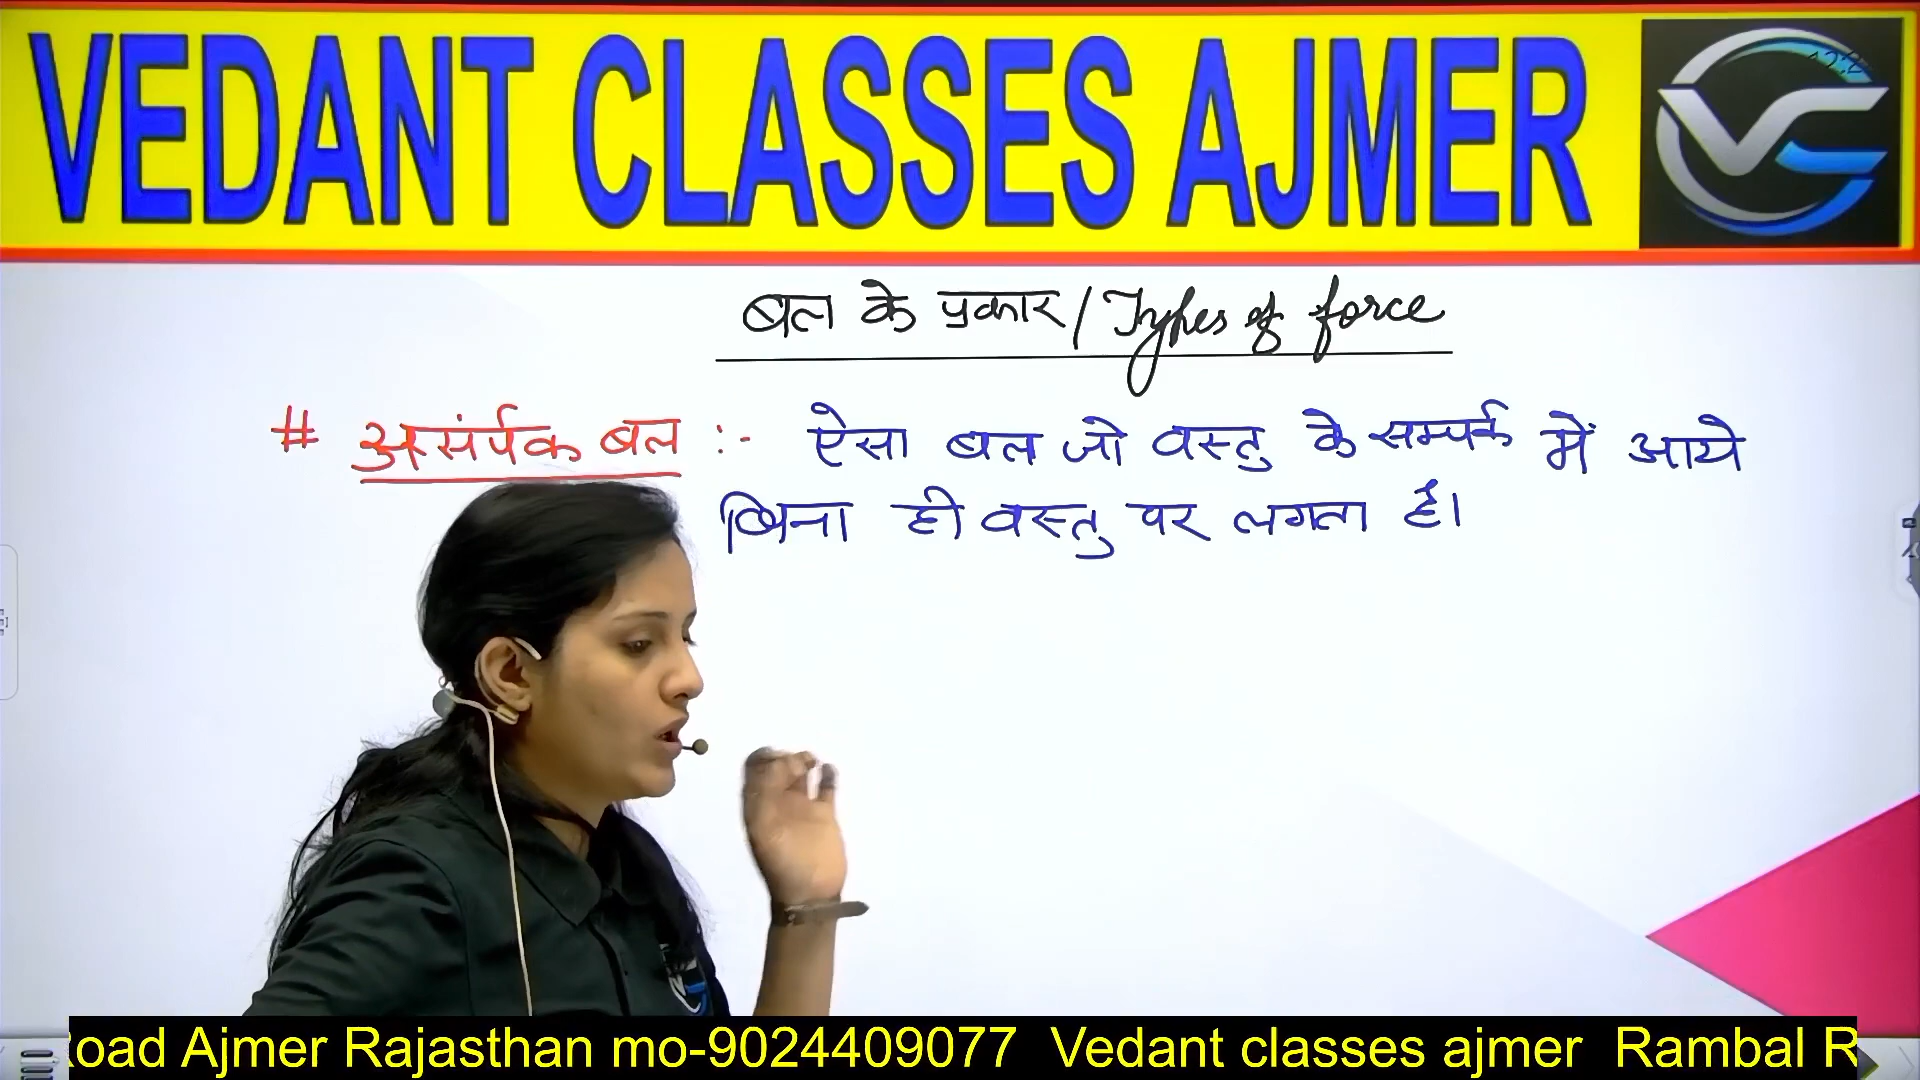 VEDANT CLASSES AJMER
बल के प्रकार/Types of force
# असंर्पक बल :- ऐसा बल जो वस्तु के सम्पर्क में आये
बिना ही वस्तु पर लगता है।
Road Ajmer Rajasthan mo-9024409077 Vedant classes ajmer Rambal R